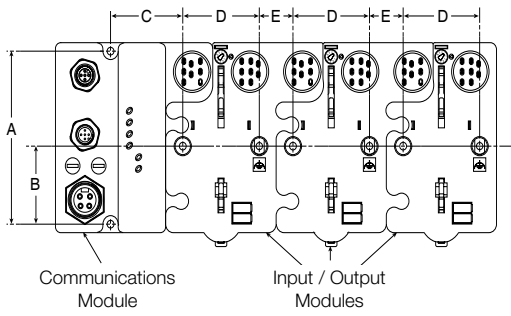 C D E D E D
A
B
Communications
Module
Input / Output
Modules